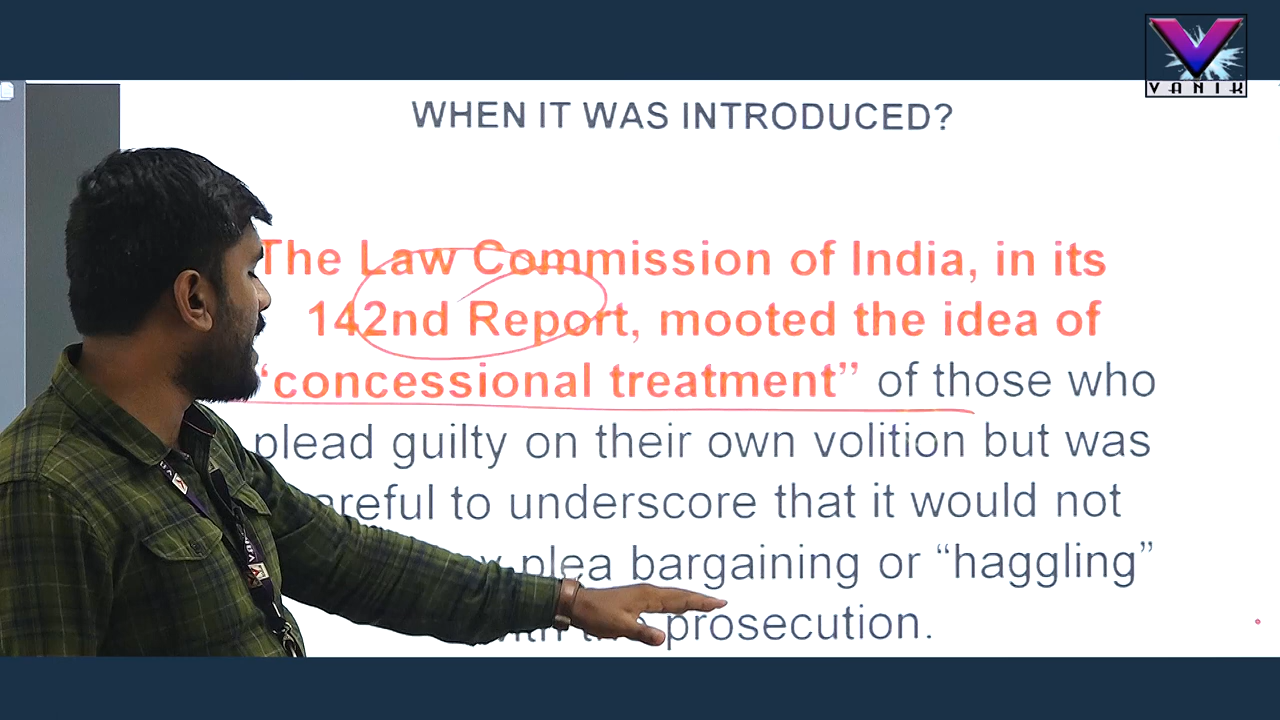 VANIK
WHEN IT WAS INTRODUCED?
The Law Commission of India, in its
142nd Report, mooted the idea of
“concessional treatment” of those who
plead guilty on their own volition but was
careful to underscore that it would not
plea bargaining or “haggling”
with the prosecution.